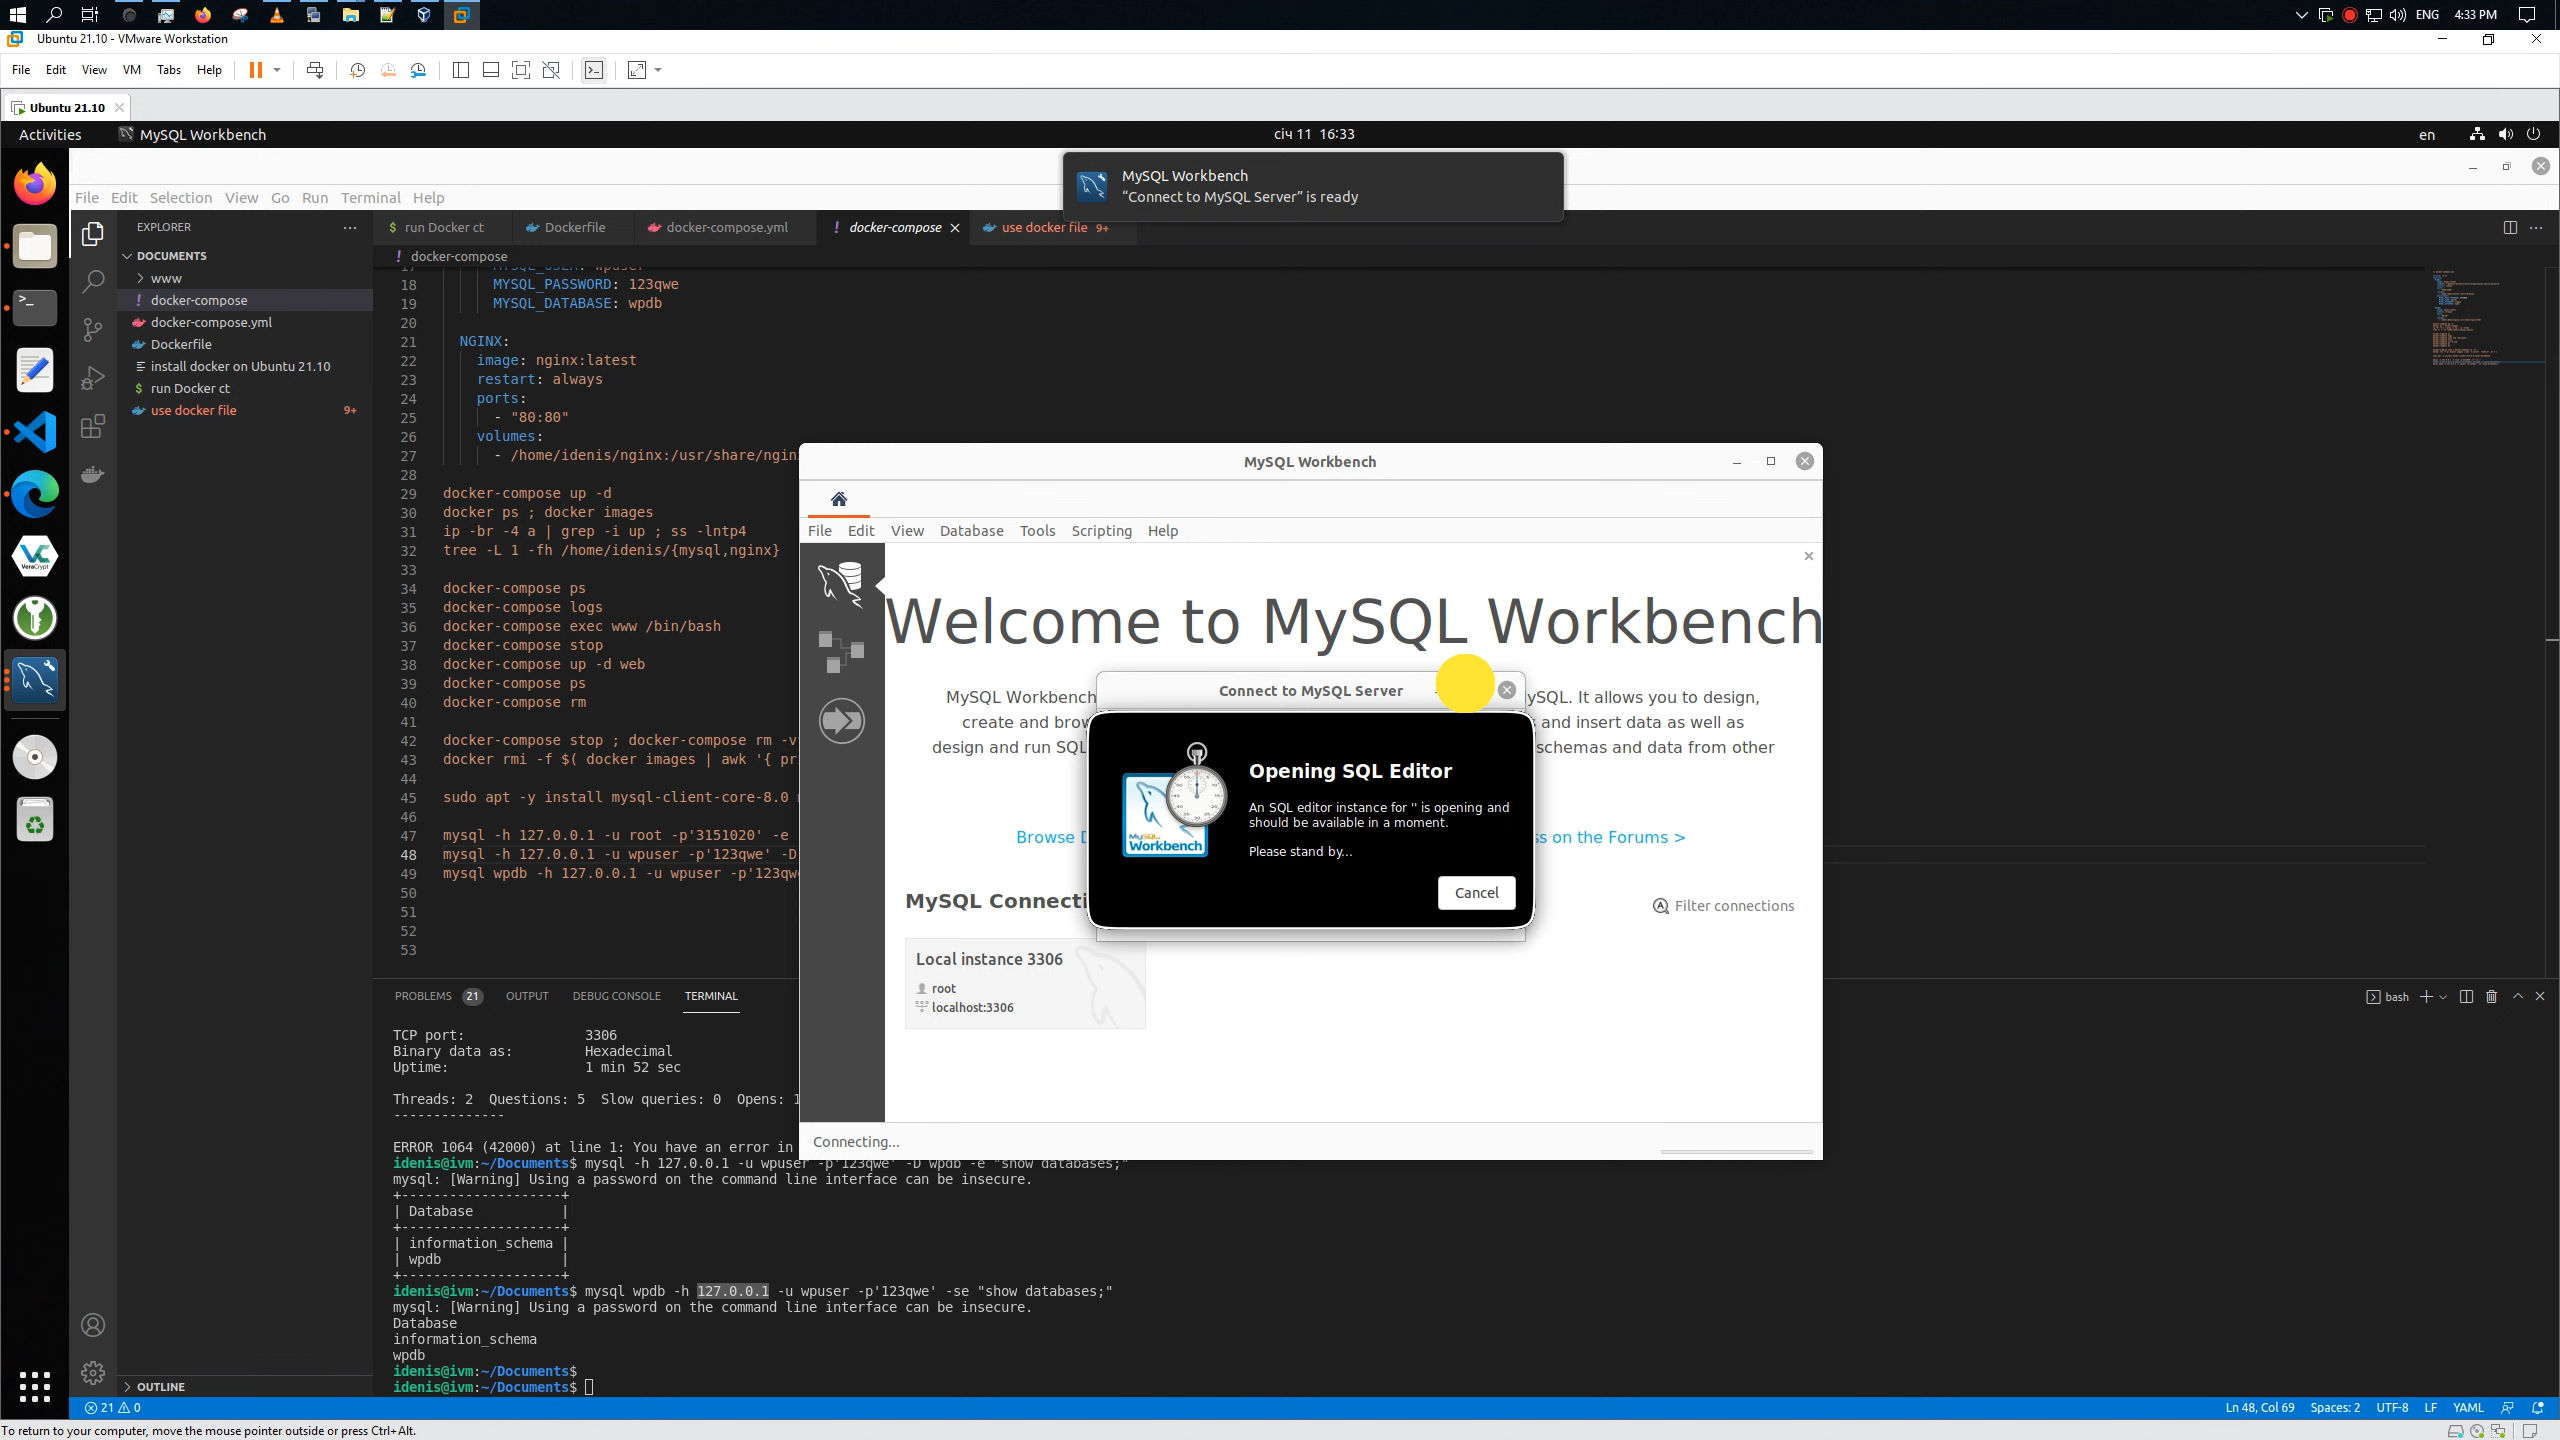 ENG
4:33 PM
Ubuntu 21.10 - VMware Workstation
File Edit View VM Tabs Help
Ubuntu 21.10
Activities MySQL Workbench
січ 11 16:33
en
MySQL Workbench
“Connect to MySQL Server” is ready
File Edit Selection View Go Run Terminal Help
EXPLORER
DOCUMENTS
www
docker-compose
docker-compose.yml
Dockerfile
install docker on Ubuntu 21.10
run Docker ct
use docker file 9+
OUTLINE
run Docker ct
Dockerfile
docker-compose.yml
docker-compose
use docker file 9+
docker-compose
17 MYSQL_USER: wpuser
18 MYSQL_PASSWORD: 123qwe
19 MYSQL_DATABASE: wpdb
20
21 NGINX:
22 image: nginx:latest
23 restart: always
24 ports:
25 - "80:80"
26 volumes:
27 - /home/idenis/nginx:/usr/share/ngin
28
29 docker-compose up -d
30 docker ps ; docker images
31 ip -br -4 a | grep -i up ; ss -lntp4
32 tree -L 1 -fh /home/idenis/{mysql,nginx}
33
34 docker-compose ps
35 docker-compose logs
36 docker-compose exec www /bin/bash
37 docker-compose stop
38 docker-compose up -d web
39 docker-compose ps
40 docker-compose rm
41
42 docker-compose stop ; docker-compose rm -v
43 docker rmi -f $( docker images | awk '{ pr
44
45 sudo apt -y install mysql-client-core-8.0
46
47 mysql -h 127.0.0.1 -u root -p'3151020' -e
48 mysql -h 127.0.0.1 -u wpuser -p'123qwe' -D
49 mysql wpdb -h 127.0.0.1 -u wpuser -p'123qw
50
51
52
53
MySQL Workbench
File Edit View Database Tools Scripting Help
Welcome to MySQL Workbench
MySQL Workbench
ySQL. It allows you to design,
create and brow
and insert data as well as
design and run SQL
schemas and data from other
Browse D
ss on the Forums >
MySQL Connecti
Filter connections
Local instance 3306
root
localhost:3306
Connecting...
Connect to MySQL Server
Opening SQL Editor
An SQL editor instance for '' is opening and
should be available in a moment.
Please stand by...
Cancel
MySQL
Workbench
PROBLEMS 21 OUTPUT DEBUG CONSOLE TERMINAL
bash
TCP port: 3306
Binary data as: Hexadecimal
Uptime: 1 min 52 sec
Threads: 2 Questions: 5 Slow queries: 0 Opens: 1
--------------
ERROR 1064 (42000) at line 1: You have an error in
idenis@ivm:~/Documents$ mysql -h 127.0.0.1 -u wpuser -p'123qwe' -D wpdb -e "show databases;"
mysql: [Warning] Using a password on the command line interface can be insecure.
+--------------------+
| Database           |
+--------------------+
| information_schema |
| wpdb               |
+--------------------+
idenis@ivm:~/Documents$ mysql wpdb -h 127.0.0.1 -u wpuser -p'123qwe' -se "show databases;"
mysql: [Warning] Using a password on the command line interface can be insecure.
Database
information_schema
wpdb
idenis@ivm:~/Documents$
idenis@ivm:~/Documents$
21 0
Ln 48, Col 69 Spaces: 2 UTF-8 LF YAML
To return to your computer, move the mouse pointer outside or press Ctrl+Alt.